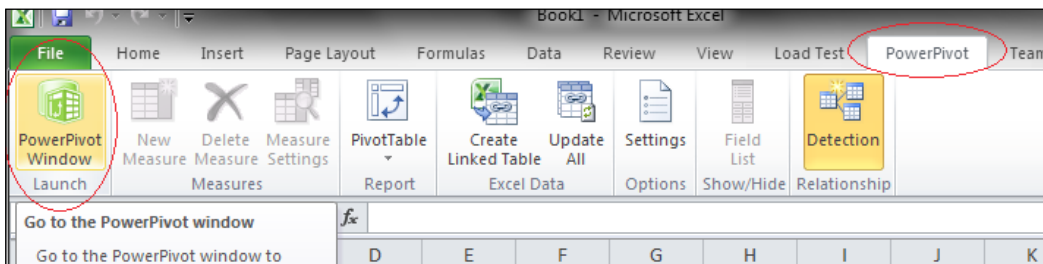 Book1 - Microsoft Excel
File Home Insert Page Layout Formulas Data Review View Load Test PowerPivot Team
PowerPivot New Delete Measure PivotTable Create Update Settings Field Detection
Window Measure Measure Settings Linked Table All List
Launch Measures Report Excel Data Options Show/Hide Relationship
Go to the PowerPivot window fx
Go to the PowerPivot window to D E F G H I J K